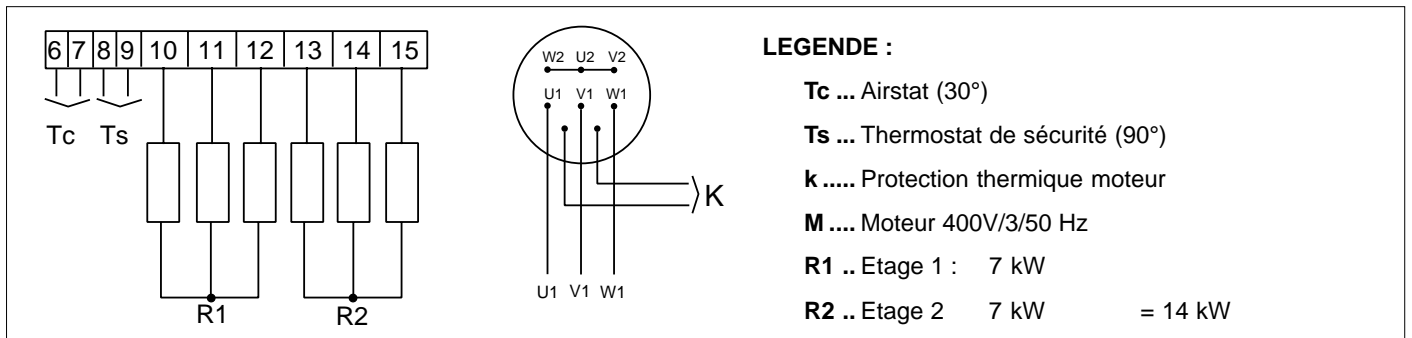 6 7 8 9 10 11 12 13 14 15
Tc Ts
R1 R2
W2 U2 V2
U1 V1 W1
K
U1 V1 W1
LEGENDE :
Tc ... Airstat (30°)
Ts ... Thermostat de sécurité (90°)
k ..... Protection thermique moteur
M .... Moteur 400V/3/50 Hz
R1 .. Etage 1 : 7 kW
R2 .. Etage 2 7 kW = 14 kW